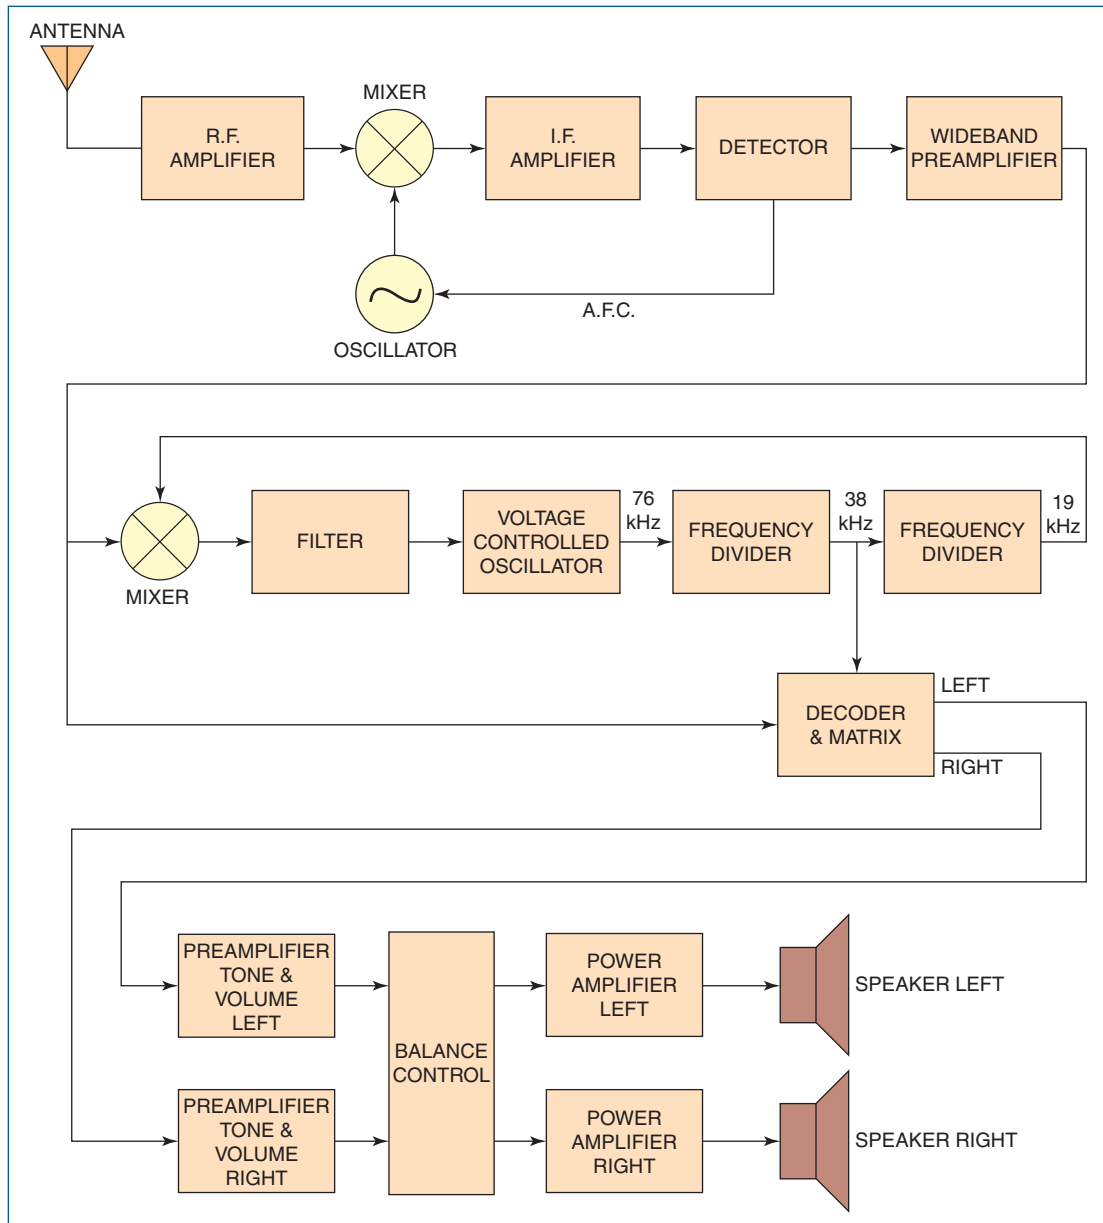 ANTENNA
MIXER
R.F.
AMPLIFIER
I.F.
AMPLIFIER
DETECTOR
WIDEBAND
PREAMPLIFIER
A.F.C.
OSCILLATOR
MIXER
FILTER
VOLTAGE
CONTROLLED
OSCILLATOR
76
kHz
FREQUENCY
DIVIDER
38
kHz
FREQUENCY
DIVIDER
19
kHz
DECODER
& MATRIX
LEFT
RIGHT
PREAMPLIFIER
TONE &
VOLUME
LEFT
BALANCE
CONTROL
POWER
AMPLIFIER
LEFT
SPEAKER LEFT
PREAMPLIFIER
TONE &
VOLUME
RIGHT
POWER
AMPLIFIER
RIGHT
SPEAKER RIGHT